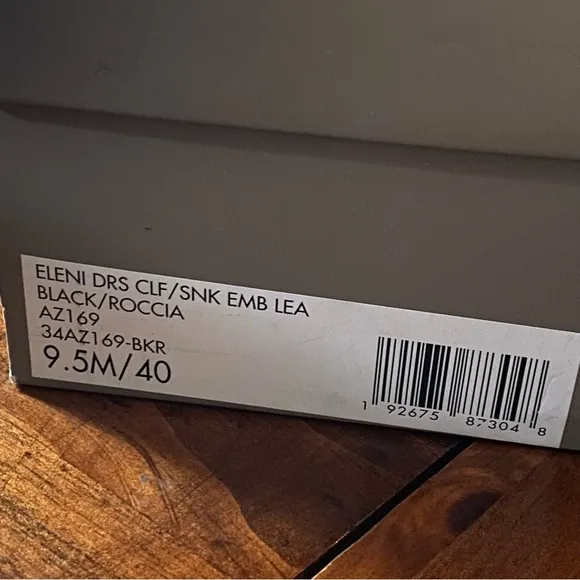 ELENI DRS CLF/SNK EMB LEA
BLACK/ROCCIA
AZ169
34AZ169-BKR
9.5M/40
1 92675 87304 8